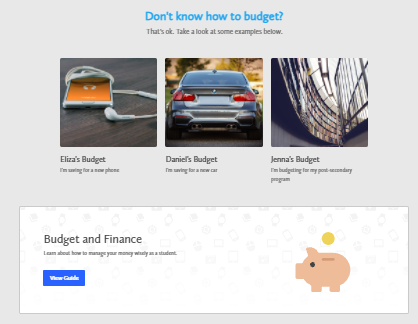 Don't know how to budget?
That's ok. Take a look at some examples below.
Eliza's Budget
I'm saving for a new phone
Daniel's Budget
I'm saving for a new car
Jenna's Budget
I'm budgeting for my post-secondary
program
Budget and Finance
Learn about how to manage your money wisely as a student.
View Guide